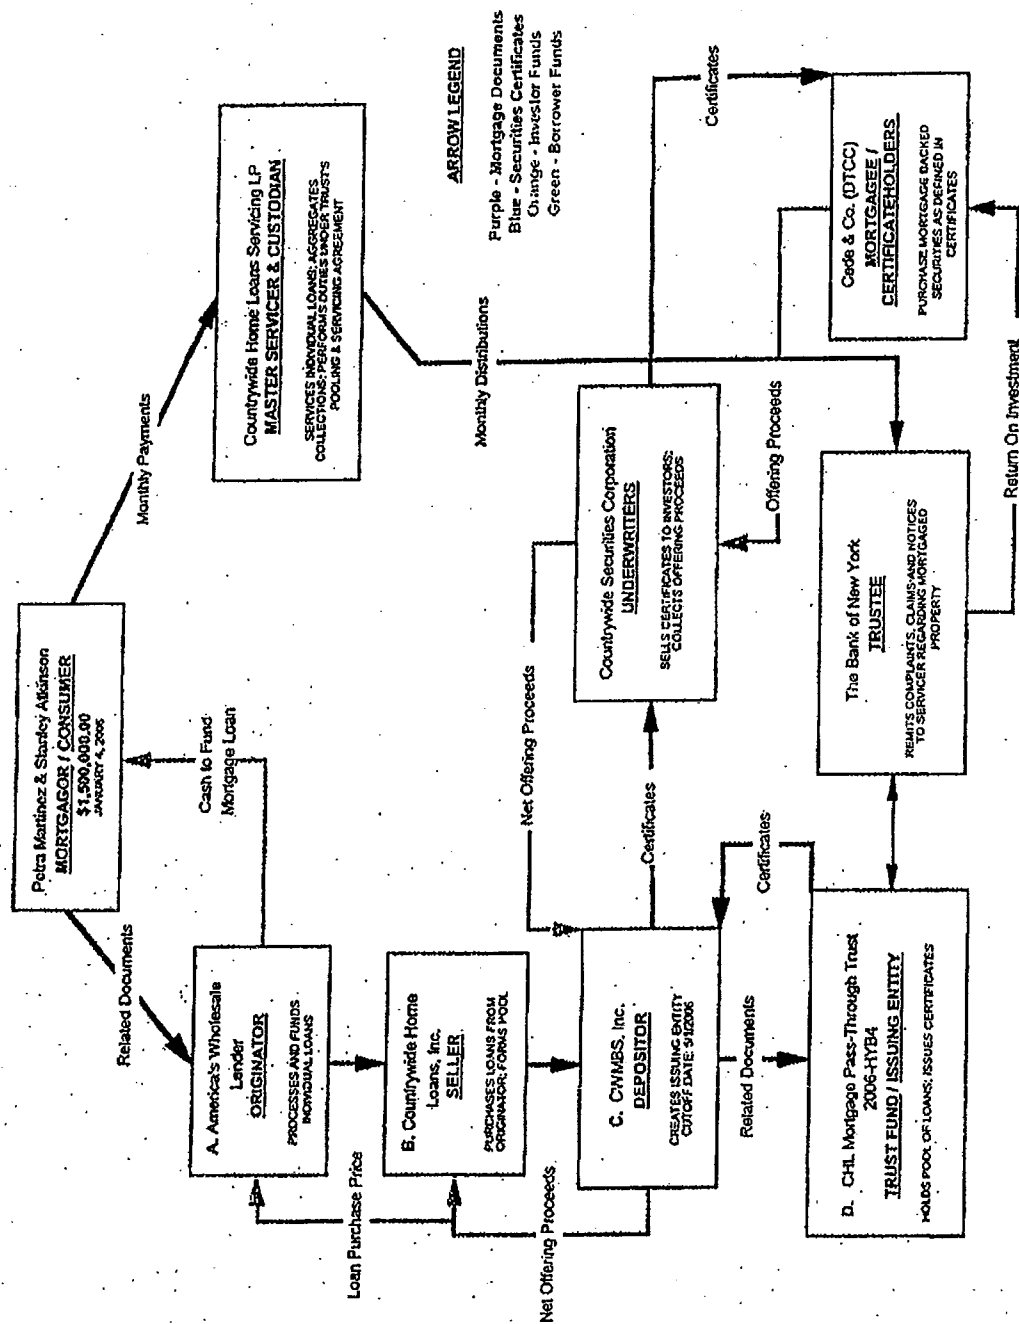 Petra Martinez & Stanley Atkinson
MORTGAGOR / CONSUMER
$1,500,000.00
JANUARY 4, 2006
Related Documents
Cash to Fund
Mortgage Loan
Monthly Payments
A. America's Wholesale
Lender
ORIGINATOR
PROCESSES AND FUNDS
INDIVIDUAL LOANS
Countrywide Home Loans Servicing LP
MASTER SERVICER & CUSTODIAN
SERVICES INDIVIDUAL LOANS; AGGREGATES
COLLECTIONS; PERFORMS DUTIES UNDER TRUST'S
POOLING & SERVICING AGREEMENT
Loan Purchase Price
B. Countrywide Home
Loans, Inc.
SELLER
PURCHASES LOANS FROM
ORIGINATOR; FORMS POOL
Net Offering Proceeds
Monthly Distributions
ARROW LEGEND
Purple - Mortgage Documents
Blue - Securities Certificates
Orange - Investor Funds
Green - Borrower Funds
Net Offering Proceeds
C. CWMBS, Inc.
DEPOSITOR
CREATES ISSUING ENTITY
CUTOFF DATE: 5/1/2006
Certificates
Countrywide Securities Corporation
UNDERWRITERS
SELLS CERTIFICATES TO INVESTORS;
COLLECTS OFFERING PROCEEDS
Certificates
Related Documents
Certificates
Offering Proceeds
D. CHL Mortgage Pass-Through Trust
2006-HYB4
TRUST FUND / ISSUING ENTITY
HOLDS POOL OF LOANS; ISSUES CERTIFICATES
The Bank of New York
TRUSTEE
REMITS COMPLAINTS, CLAIMS AND NOTICES
TO SERVICER REGARDING MORTGAGED
PROPERTY
Cede & Co. (DTCC)
MORTGAGEE /
CERTIFICATEHOLDERS
PURCHASE MORTGAGE BACKED
SECURITIES AS DEFINED IN
CERTIFICATES
Return On Investment